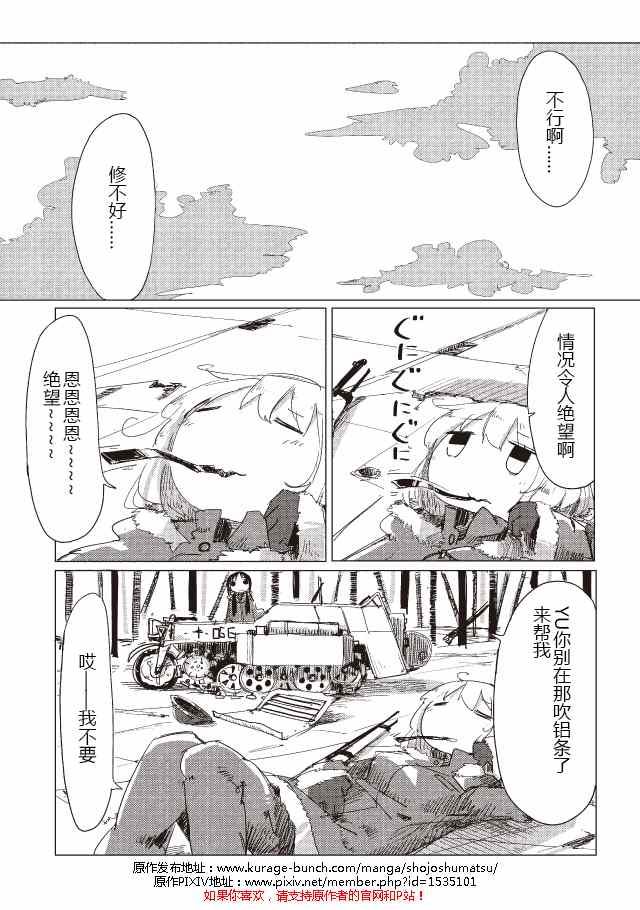 不行啊……
修不好……
情况令人绝望啊
ぐにぐにぐに
恩恩恩恩~~~~
绝望~~~~
YU你别在那吹铝条了
来帮我
哎——我不要
原作发布地址：www.kurage-bunch.com/manga/shojoshumatsu/
原作PIXIV地址：www.pixiv.net/member.php?id=1535101
如果你喜欢，请支持原作者的官网和P站！